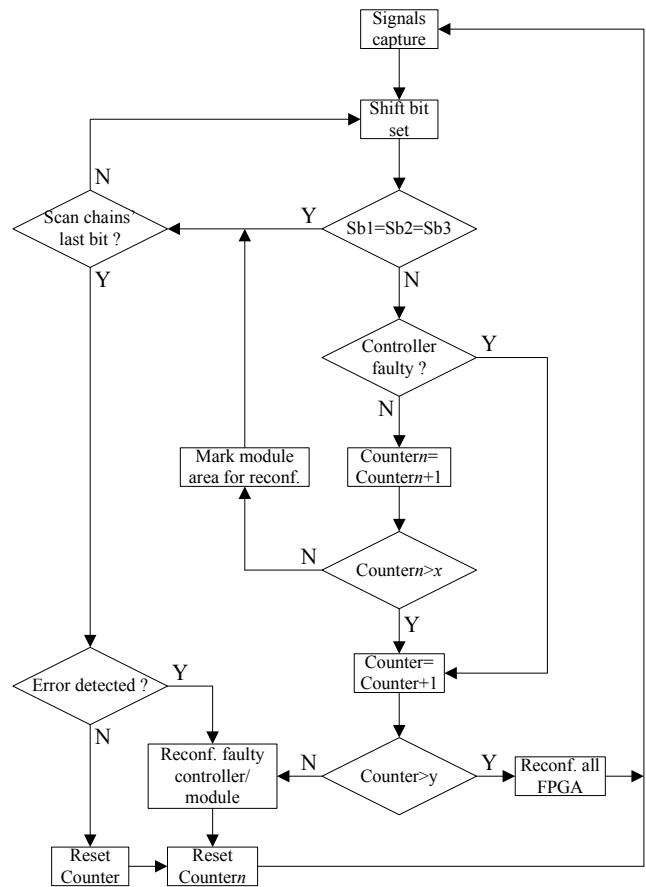 Signals
capture
Shift bit
set
N
Scan chains'
last bit ?
Y
Sb1=Sb2=Sb3
Y
N
Controller
faulty ?
Y
N
Mark module
area for reconf.
Countern=
Countern+1
N
Countern>x
Y
Counter=
Counter+1
Error detected ?
Y
N
Reconf. faulty
controller/
module
N
Counter>y
Y
Reconf. all
FPGA
Reset
Counter
Reset
Countern